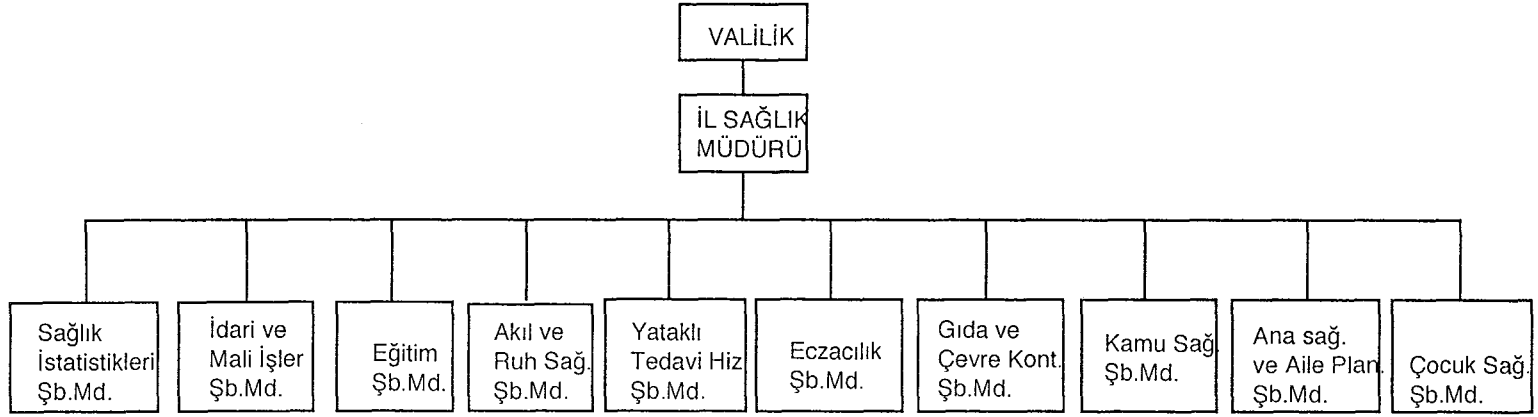 VALİLİK
İL SAĞLIK
MÜDÜRÜ
Sağlık
İstatistikleri
Şb.Md.
İdari ve
Mali İşler
Şb.Md.
Eğitim
Şb.Md.
Akıl ve
Ruh Sağ.
Şb.Md.
Yataklı
Tedavi Hiz
Şb.Md.
Eczacılık
Şb.Md.
Gıda ve
Çevre Kont.
Şb.Md.
Kamu Sağ.
Şb.Md.
Ana sağ.
ve Aile Plan.
Şb.Md.
Çocuk Sağ.
Şb.Md.